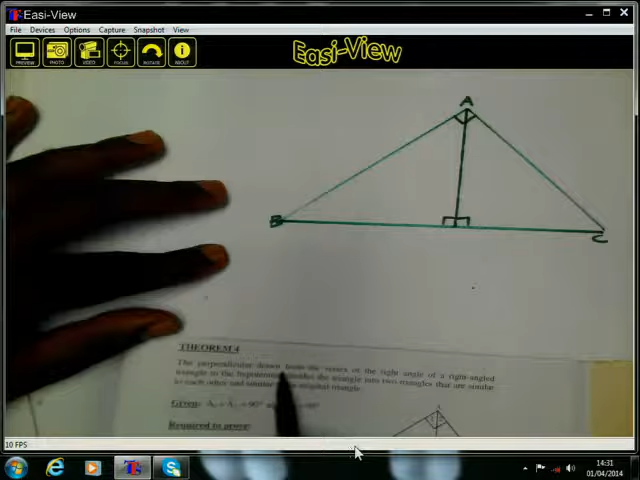 Easi-View
File Devices Options Capture Snapshot View
PREVIEW PHOTO VIDEO FOCUS ROTATE ABOUT
Easi-View
A
B
C
THEOREM 4
The perpendicular drawn from the vertex of the right angle of a right-angled
triangle to the hypotenuse divides the triangle into two triangles that are similar
to each other and similar to the original triangle.
Given:
Required to prove:
10 FPS
14:31
01/04/2014